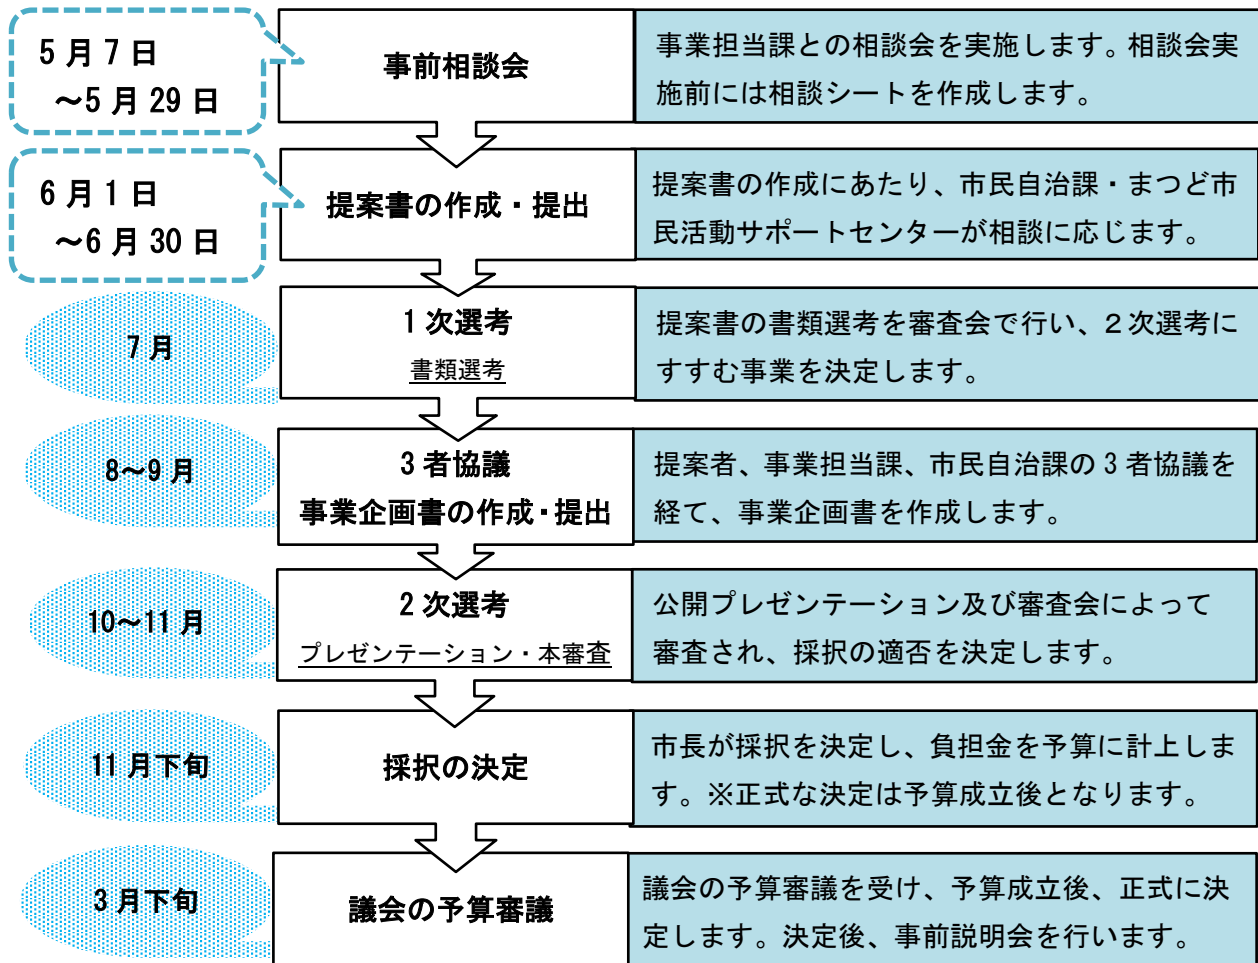 5月7日
～5月29日
事前相談会
事業担当課との相談会を実施します。相談会実
施前には相談シートを作成します。
6月1日
～6月30日
提案書の作成・提出
提案書の作成にあたり、市民自治課・まつど市
民活動サポートセンターが相談に応じます。
7月
1次選考
書類選考
提案書の書類選考を審査会で行い、２次選考に
すすむ事業を決定します。
8～9月
3者協議
事業企画書の作成・提出
提案者、事業担当課、市民自治課の3者協議を
経て、事業企画書を作成します。
10～11月
2次選考
プレゼンテーション・本審査
公開プレゼンテーション及び審査会によって
審査され、採択の適否を決定します。
11月下旬
採択の決定
市長が採択を決定し、負担金を予算に計上しま
す。※正式な決定は予算成立後となります。
3月下旬
議会の予算審議
議会の予算審議を受け、予算成立後、正式に決
定します。決定後、事前説明会を行います。